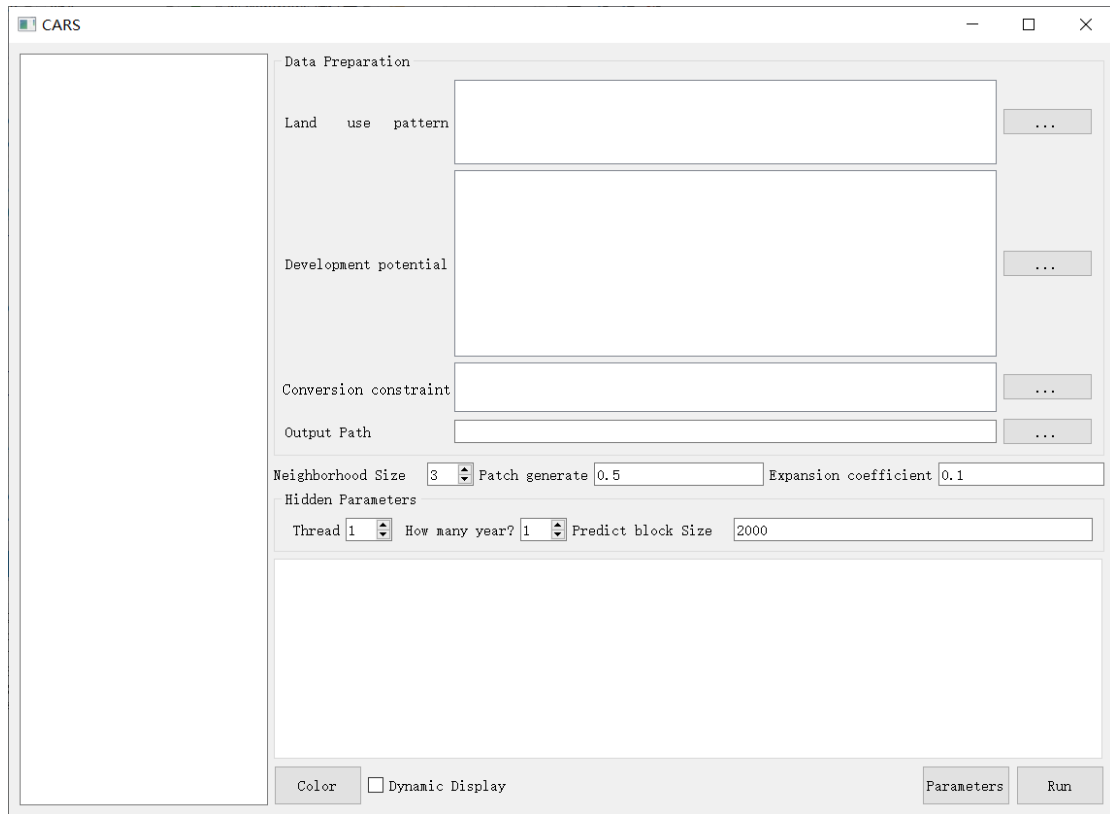 CARS
Data Preparation
Land use pattern
...
Development potential
...
Conversion constraint
...
Output Path
...
Neighborhood Size 3 Patch generate 0.5 Expansion coefficient 0.1
Hidden Parameters
Thread 1 How many year? 1 Predict block Size 2000
Color Dynamic Display Parameters Run